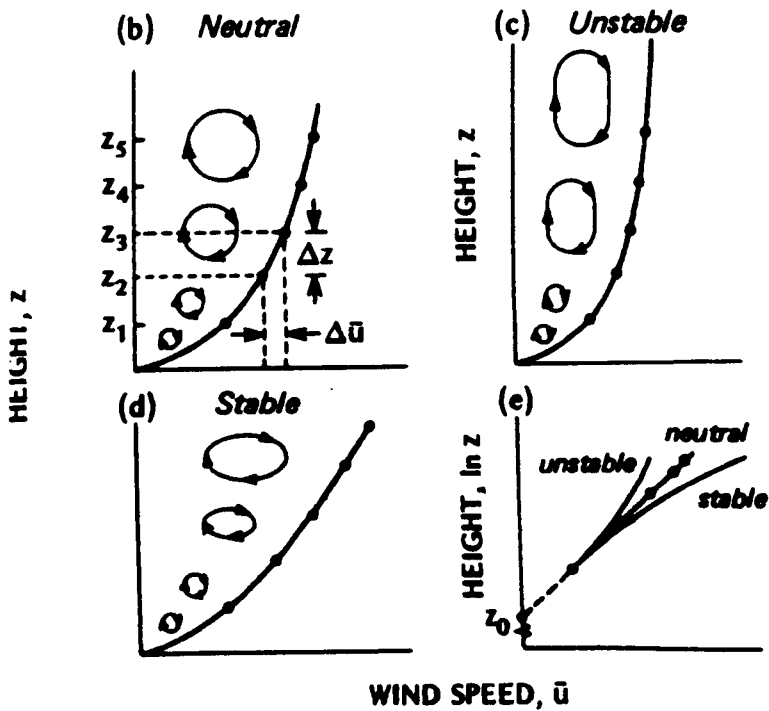 (b) Neutral
z5
z4
z3
z2
z1
Δz
Δū
HEIGHT, z
(c) Unstable
HEIGHT, z
(d) Stable
(e)
HEIGHT, ln z
unstable
neutral
stable
z0
WIND SPEED, ū